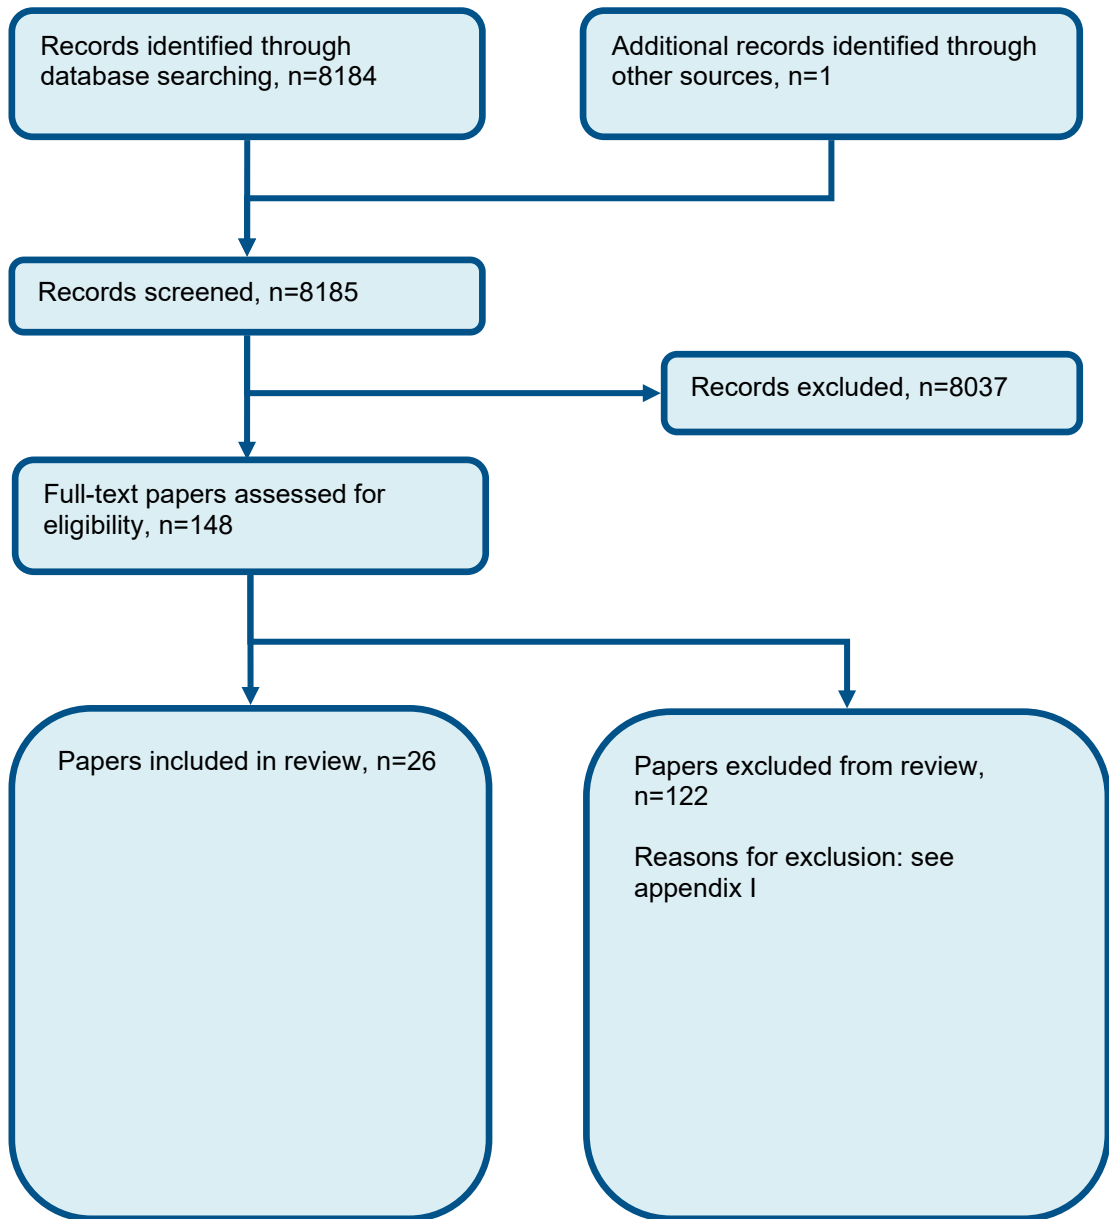 Records identified through
database searching, n=8184
Additional records identified through
other sources, n=1
Records screened, n=8185
Records excluded, n=8037
Full-text papers assessed for
eligibility, n=148
Papers included in review, n=26
Papers excluded from review,
n=122
Reasons for exclusion: see
appendix I